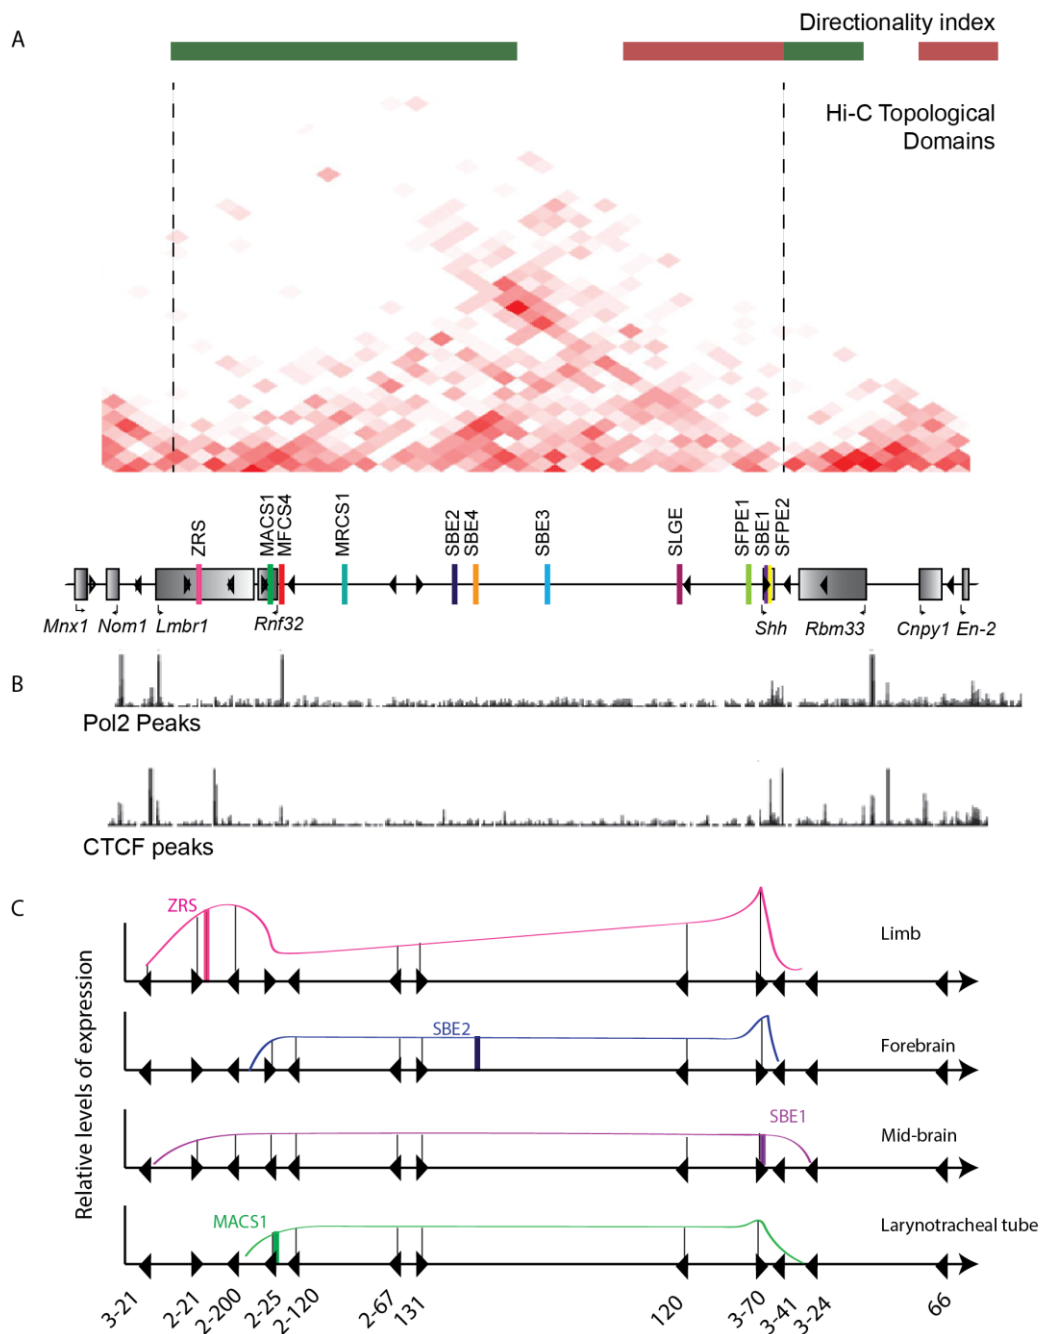 A
Directionality index
Hi-C Topological
Domains
ZRS
MACS1
MFCS4
MRCS1
SBE2
SBE4
SBE3
SLGE
SFPE1
SBE1
SFPE2
Mnx1 Nom1 Lmbr1 Rnf32 Shh Rbm33 Cnpy1 En-2
B
Pol2 Peaks
CTCF peaks
C
Relative levels of expression
ZRS
Limb
SBE2
Forebrain
SBE1
Mid-brain
MACS1
Larynotracheal tube
3-21 2-21 2-200 2-25 2-120 2-67 131 120 3-70 3-41 3-24 66